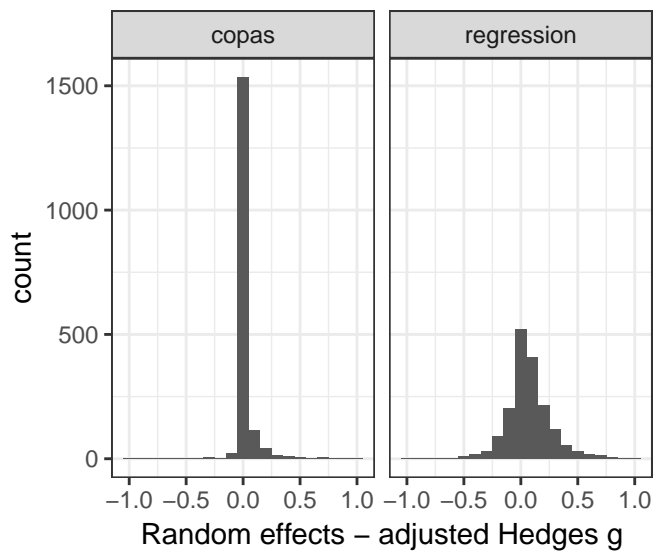 copas regression
1500
1000
500
0
count
−1.0 −0.5 0.0 0.5 1.0 −1.0 −0.5 0.0 0.5 1.0
Random effects − adjusted Hedges g